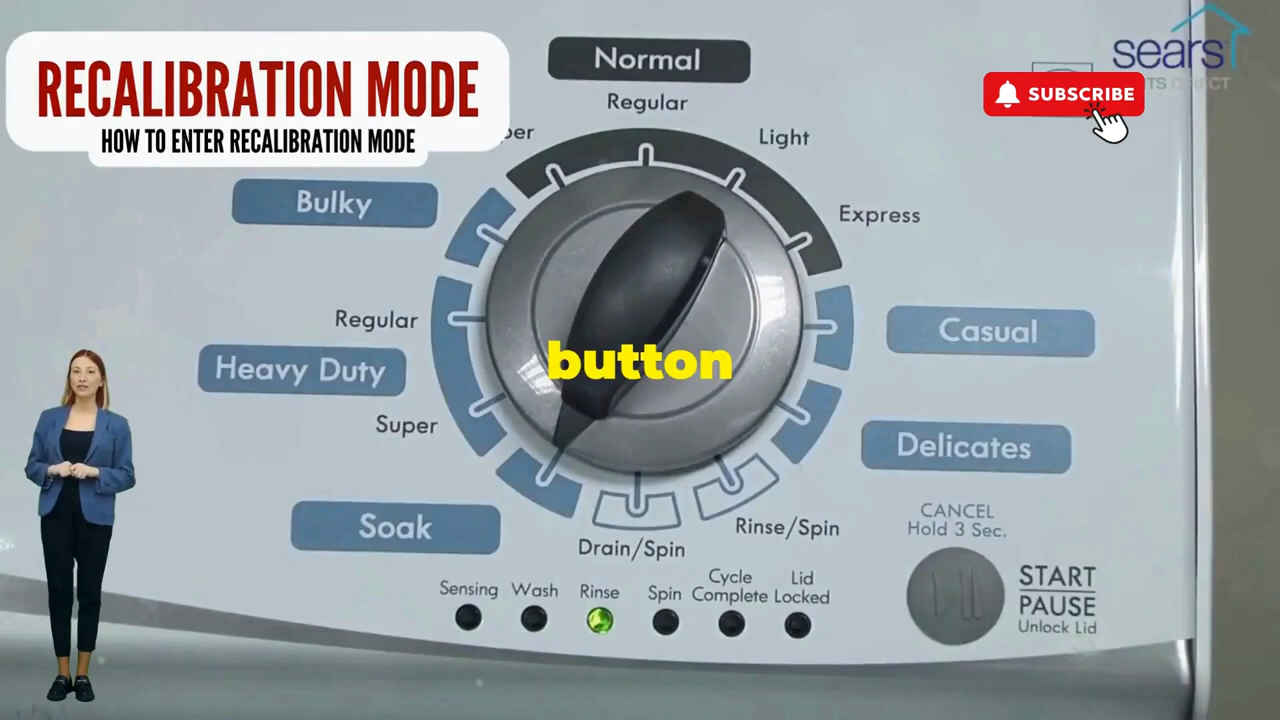 RECALIBRATION MODE
HOW TO ENTER RECALIBRATION MODE
sears
DIRECT
SUBSCRIBE
Normal
Regular
Light
Express
Bulky
Regular
Casual
button
Heavy Duty
Super
Delicates
Soak
Rinse/Spin
Drain/Spin
CANCEL
Hold 3 Sec.
Sensing
Wash
Rinse
Spin
Cycle
Complete
Lid
Locked
START
PAUSE
Unlock Lid